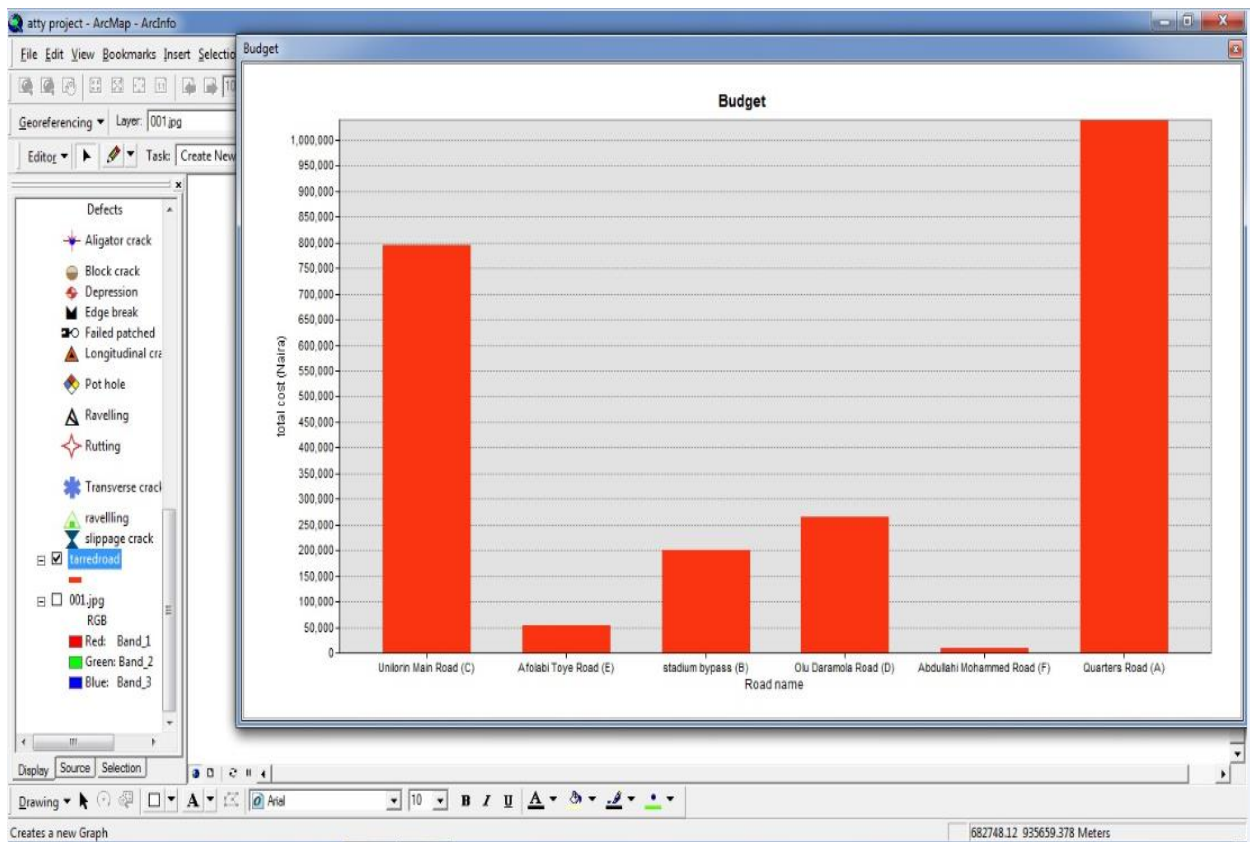 atty project - ArcMap - ArcInfo
File Edit View Bookmarks Insert Selectio
10
Georeferencing Layer: 001.jpg
Editor Task: Create New
Defects
Aligator crack
Block crack
Depression
Edge break
Failed patched
Longitudinal cra
Pot hole
Ravelling
Rutting
Transverse crack
ravellling
slippage crack
tarredroad
001.jpg
RGB
Red: Band_1
Green: Band_2
Blue: Band_3
Display Source Selection
Budget
Budget
total cost (Naira)
1,000,000
950,000
900,000
850,000
800,000
750,000
700,000
650,000
600,000
550,000
500,000
450,000
400,000
350,000
300,000
250,000
200,000
150,000
100,000
50,000
0
Unilorin Main Road (C) Afolabi Toye Road (E) stadium bypass (B) Olu Daramola Road (D) Abdullahi Mohammed Road (F) Quarters Road (A)
Road name
Drawing A Arial 10 B I U A
Creates a new Graph 682748.12 935659.378 Meters